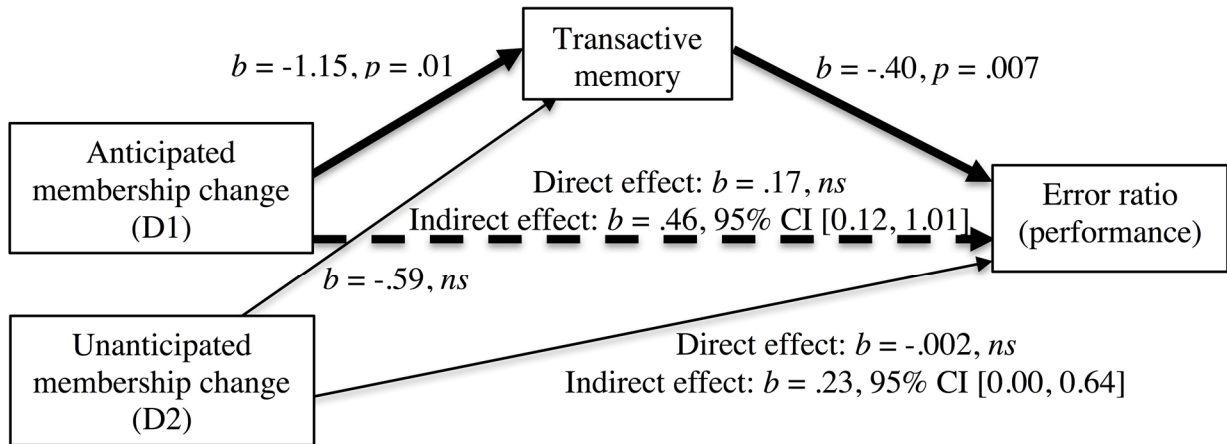 Transactive
memory
b = -1.15, p = .01
b = -.40, p = .007
Anticipated
membership change
(D1)
Direct effect: b = .17, ns
Indirect effect: b = .46, 95% CI [0.12, 1.01]
Error ratio
(performance)
b = -.59, ns
Unanticipated
membership change
(D2)
Direct effect: b = -.002, ns
Indirect effect: b = .23, 95% CI [0.00, 0.64]